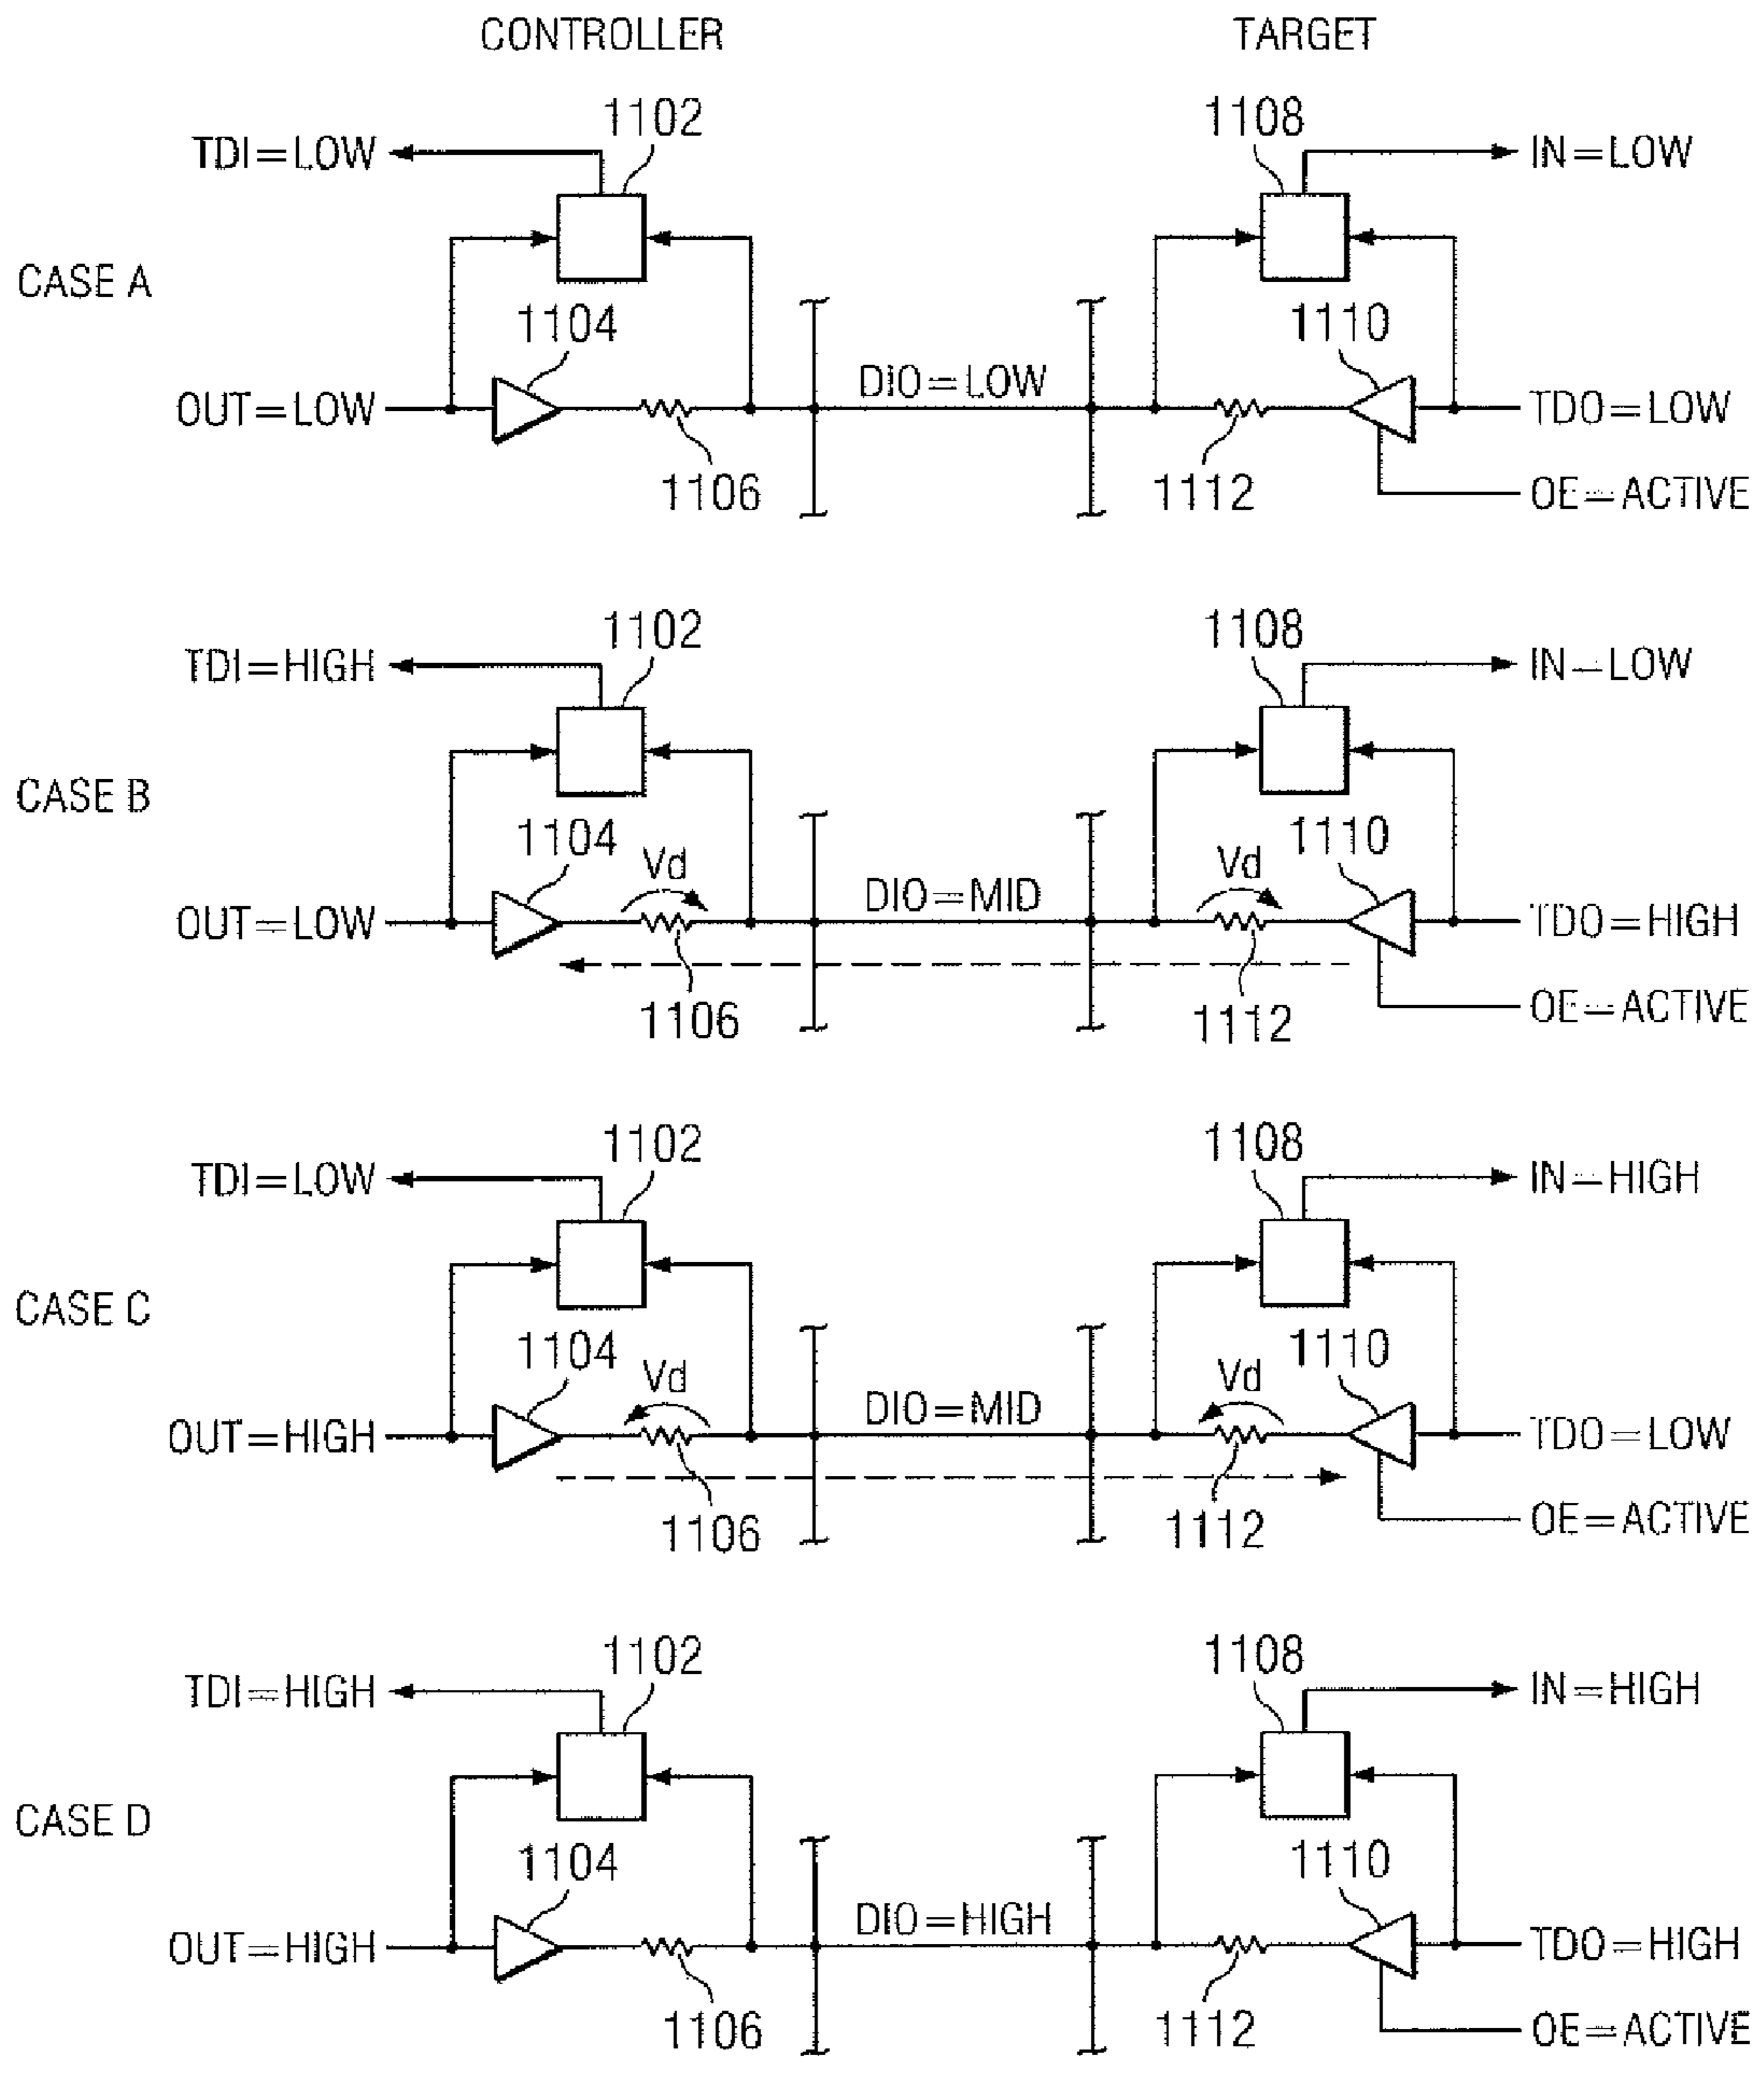 CONTROLLER TARGET
1102 1108
TDI=LOW IN=LOW
CASE A
1104 1110
OUT=LOW DIO=LOW TDO=LOW
1106 1112 OE=ACTIVE
1102 1108
TDI=HIGH IN=LOW
CASE B
1104 Vd Vd 1110
OUT=LOW DIO=MID TDO=HIGH
1106 1112 OE=ACTIVE
1102 1108
TDI=LOW IN=HIGH
CASE C
1104 Vd Vd 1110
OUT=HIGH DIO=MID TDO=LOW
1106 1112 OE=ACTIVE
1102 1108
TDI=HIGH IN=HIGH
CASE D
1104 1110
OUT=HIGH DIO=HIGH TDO=HIGH
1106 1112 OE=ACTIVE